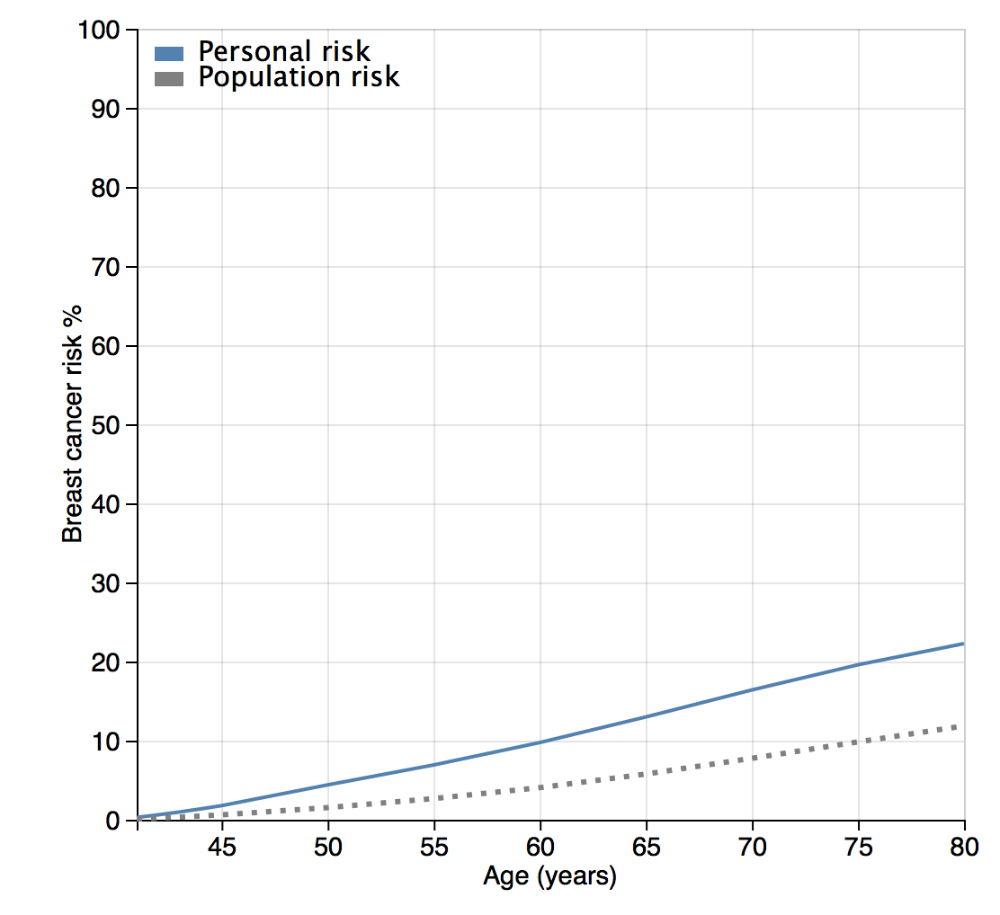 100
Personal risk
Population risk
90
80
70
60
50
40
30
20
10
0
Breast cancer risk %
45 50 55 60 65 70 75 80
Age (years)